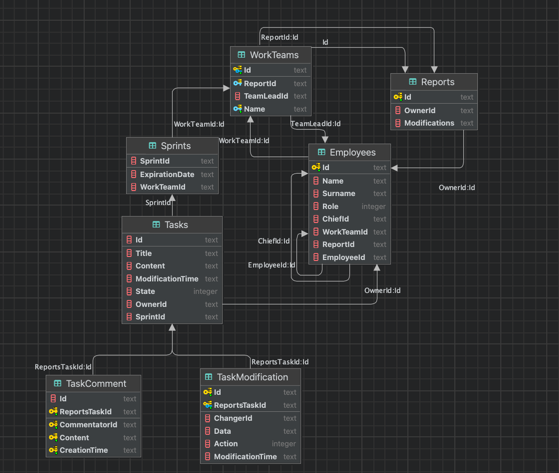 ReportId:Id
Id
WorkTeams
Id text
ReportId text
TeamLeadId text
Name text
Reports
Id text
OwnerId text
Modifications text
WorkTeamId:Id
TeamLeadId:Id
WorkTeamId:Id
Sprints
SprintId text
ExpirationDate text
WorkTeamId text
Employees
Id text
Name text
Surname text
Role integer
ChiefId text
WorkTeamId text
ReportId text
EmployeeId text
OwnerId:Id
SprintId
ChiefId:Id
EmployeeId:Id
OwnerId:Id
Tasks
Id text
Title text
Content text
ModificationTime text
State integer
OwnerId text
SprintId text
ReportsTaskId:Id
ReportsTaskId:Id
TaskComment
Id text
ReportsTaskId text
CommentatorId text
Content text
CreationTime text
TaskModification
Id text
ReportsTaskId text
ChangerId text
Data text
Action integer
ModificationTime text